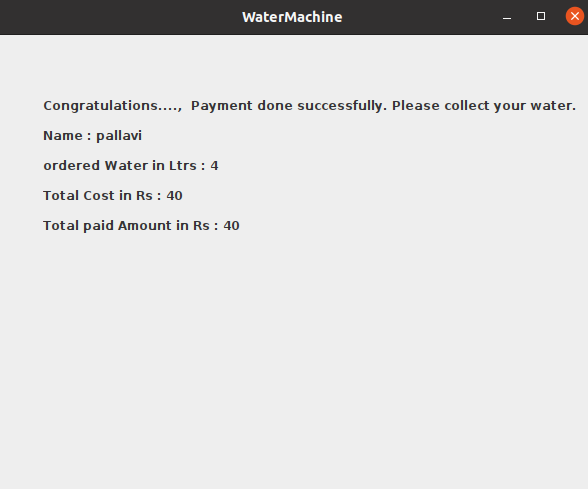 WaterMachine
Congratulations....,  Payment done successfully. Please collect your water.
Name : pallavi
ordered Water in Ltrs : 4
Total Cost in Rs : 40
Total paid Amount in Rs : 40